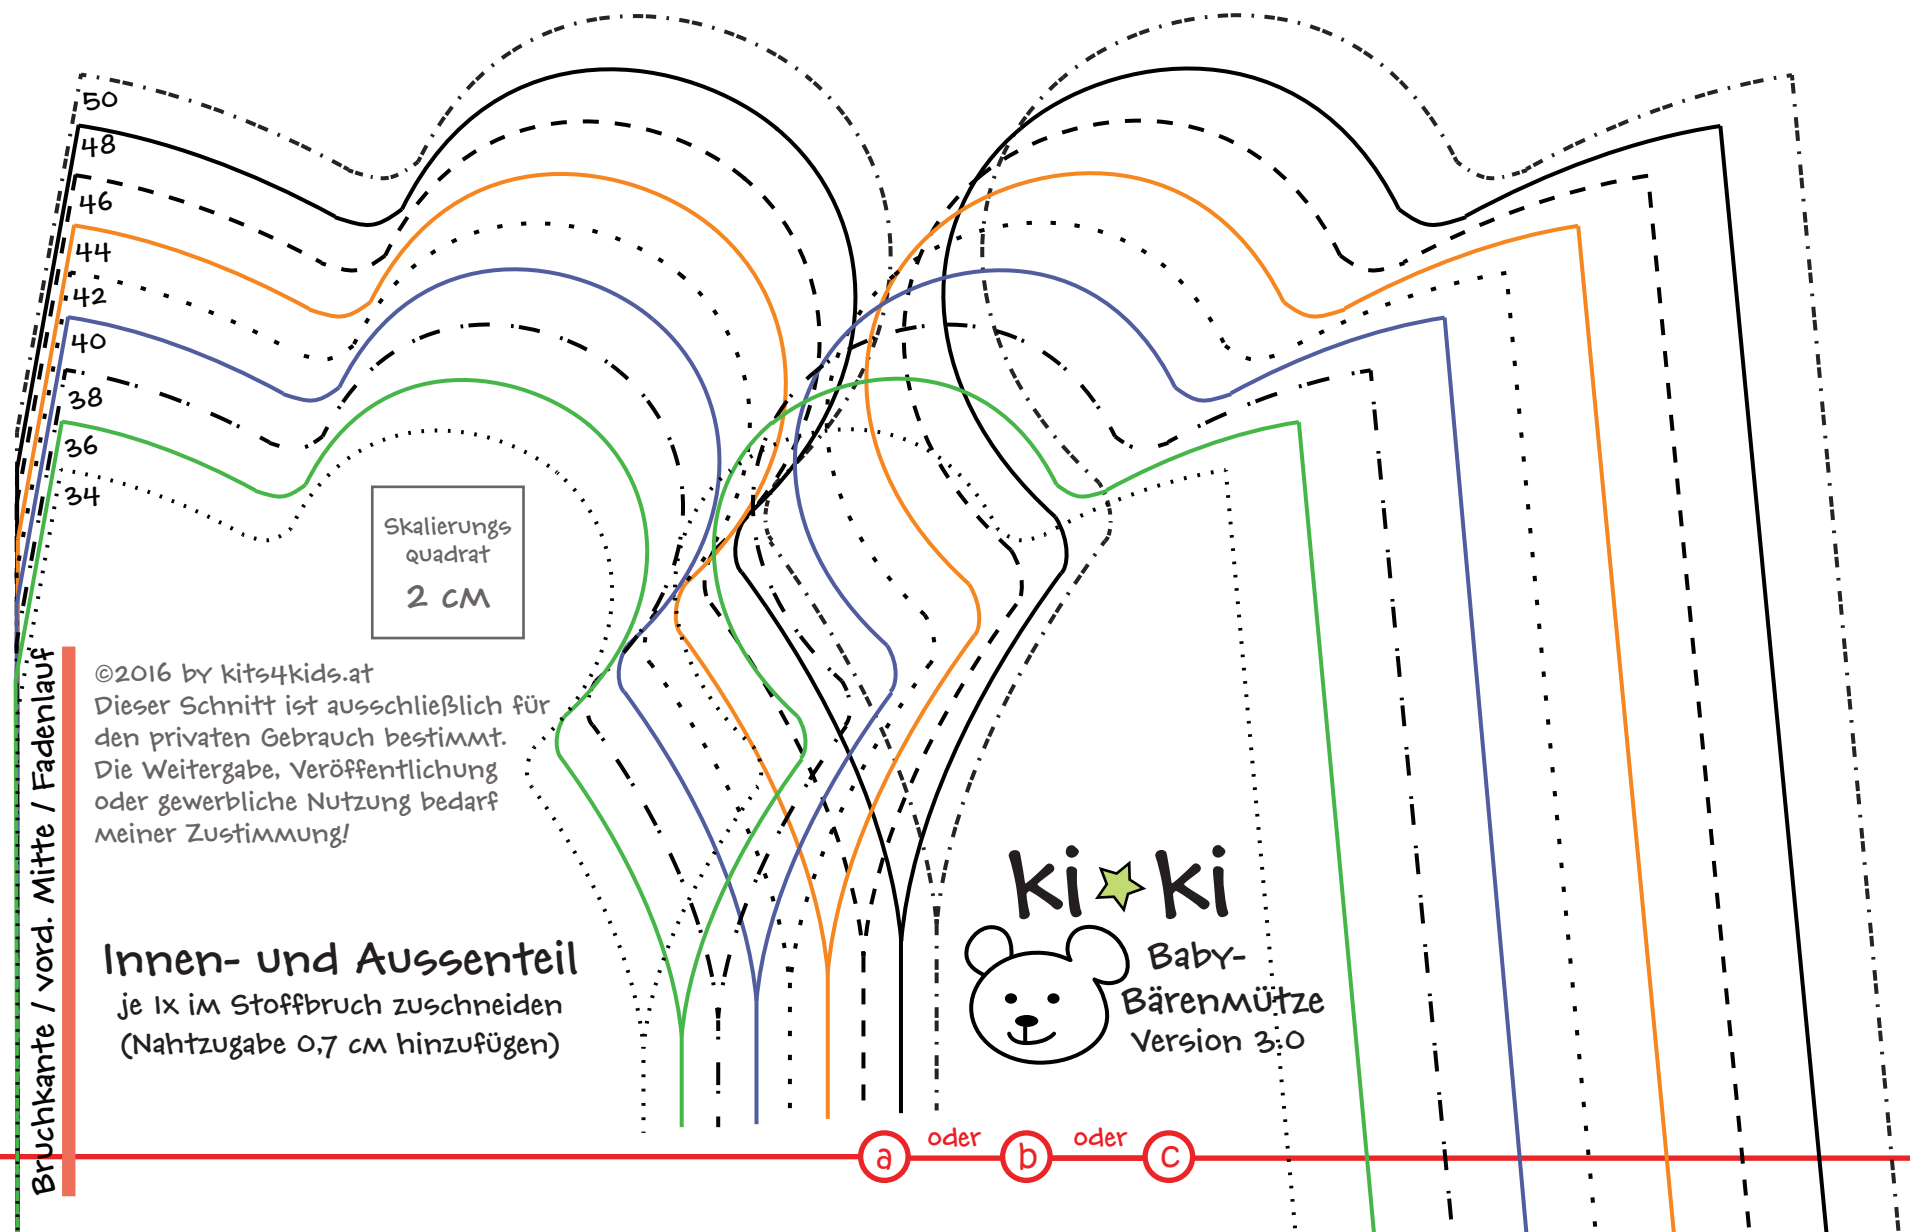 50
48
46
44
42
40
38
36
34
Skalierungs
quadrat
2 cm
Bruchkante / vord. Mitte / Fadenlauf
©2016 by kits4kids.at
Dieser Schnitt ist ausschließlich für
den privaten Gebrauch bestimmt.
Die Weitergabe, Veröffentlichung
oder gewerbliche Nutzung bedarf
meiner Zustimmung!
Innen- und Aussenteil
je 1x im Stoffbruch zuschneiden
(Nahtzugabe 0,7 cm hinzufügen)
ki ki
Baby-
Bärenmütze
Version 3.0
a oder b oder c